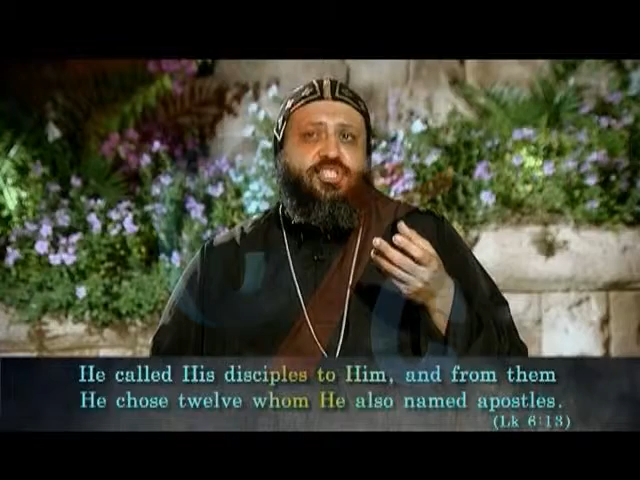 He called His disciples to Him, and from them
He chose twelve whom He also named apostles.
(Lk 6:13)